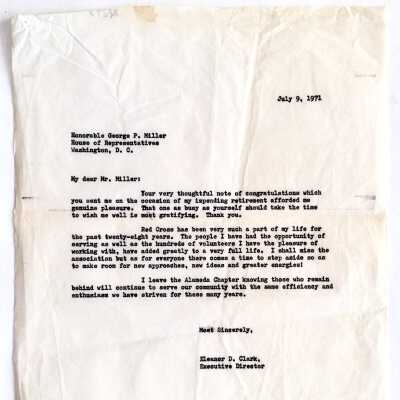 July 9, 1971
Honorable George P. Miller
House of Representatives
Washington, D. C.
My dear Mr. Miller:
Your very thoughtful note of congratulations which
you sent me on the occasion of my impending retirement afforded me
genuine pleasure. That one as busy as yourself should take the time
to wish me well is most gratifying. Thank you.
Red Cross has been very much a part of my life for
the past twenty-eight years. The people I have had the opportunity of
serving as well as the hundreds of volunteers I have the pleasure of
working with, have added greatly to a very full life. I shall miss the
association but as for everyone there comes a time to step aside so as
to make room for new approaches, new ideas and greater energies!
I leave the Alameda Chapter knowing those who remain
behind will continue to serve our community with the same efficiency and
enthusiasm we have striven for these many years.
Most Sincerely,
Eleanor D. Clark,
Executive Director